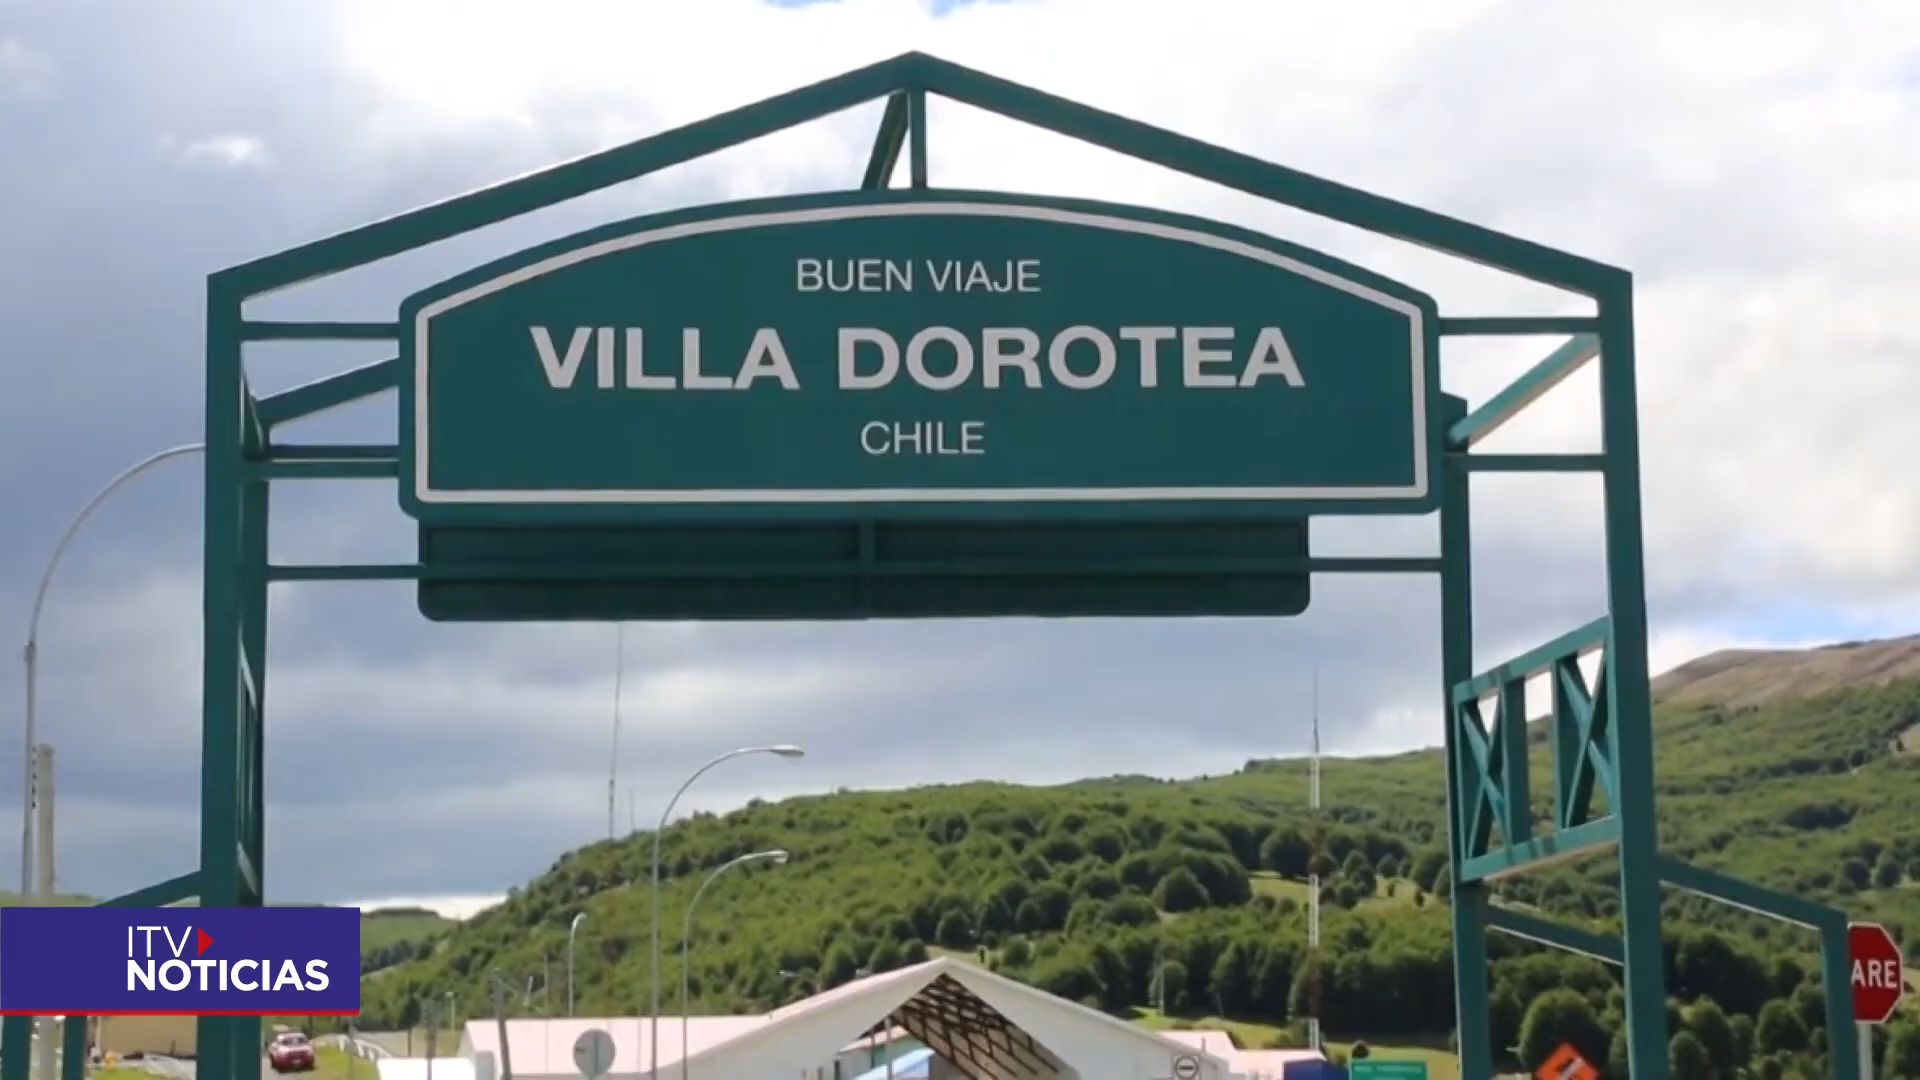 BUEN VIAJE
VILLA DOROTEA
CHILE
ITV
NOTICIAS
ARE